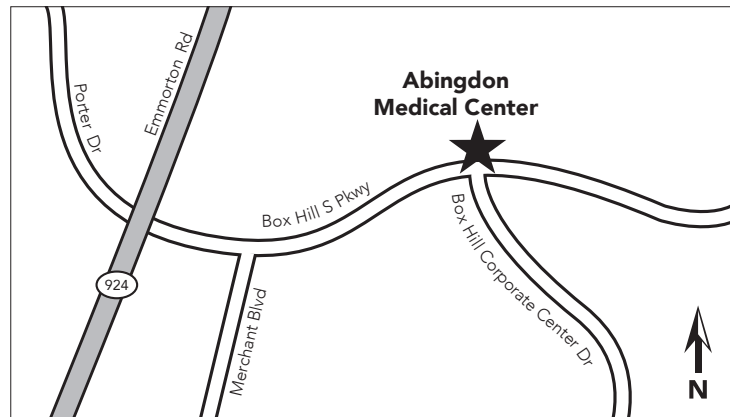 Porter Dr
Emmorton Rd
Abingdon
Medical Center
Box Hill S Pkwy
Box Hill Corporate Center Dr
924
Merchant Blvd
N